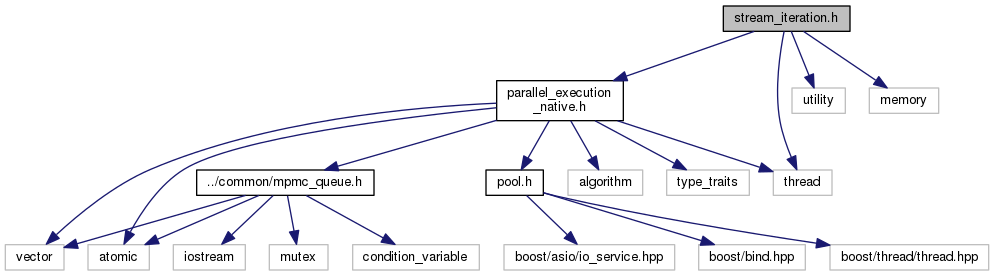 stream_iteration.h
parallel_execution
_native.h
utility
memory
../common/mpmc_queue.h
pool.h
algorithm
type_traits
thread
vector
atomic
iostream
mutex
condition_variable
boost/asio/io_service.hpp
boost/bind.hpp
boost/thread/thread.hpp